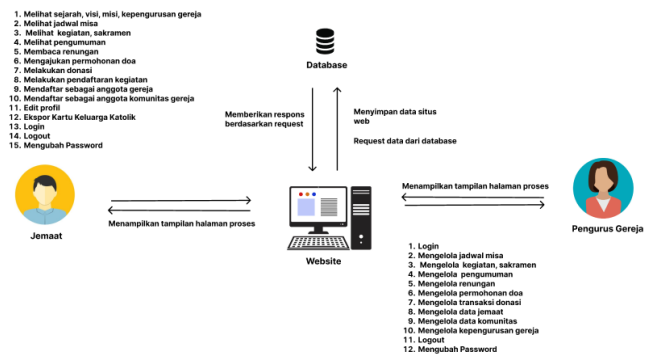 1. Melihat sejarah, visi, misi, kepengurusan gereja
2. Melihat jadwal misa
3. Melihat kegiatan, sakramen
4. Melihat pengumuman
5. Membaca renungan
6. Mengajukan permohonan doa
7. Melakukan donasi
8. Melakukan pendaftaran kegiatan
9. Mendaftar sebagai anggota gereja
10. Mendaftar sebagai anggota komunitas gereja
11. Edit profil
12. Ekspor Kartu Keluarga Katolik
13. Login
14. Logout
15. Mengubah Password
Database
Memberikan respons
berdasarkan request
Menyimpan data situs
web
Request data dari database
Jemaat
Menampilkan tampilan halaman proses
Website
Menampilkan tampilan halaman proses
Pengurus Gereja
1. Login
2. Mengelola jadwal misa
3. Mengelola kegiatan, sakramen
4. Mengelola pengumuman
5. Mengelola renungan
6. Mengelola permohonan doa
7. Mengelola transaksi donasi
8. Mengelola data jemaat
9. Mengelola data komunitas
10. Mengelola kepengurusan gereja
11. Logout
12. Mengubah Password